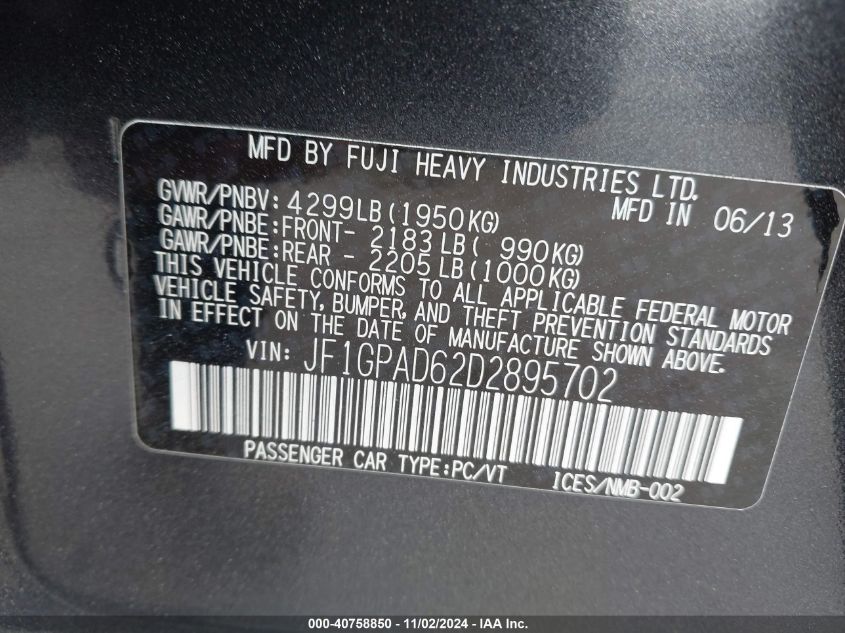 MFD BY FUJI HEAVY INDUSTRIES LTD.
GVWR/PNBV: 4299LB(1950KG) MFD IN 06/13
GAWR/PNBE:FRONT- 2183LB( 990KG)
GAWR/PNBE:REAR - 2205LB(1000KG)
THIS VEHICLE CONFORMS TO ALL APPLICABLE FEDERAL MOTOR
VEHICLE SAFETY, BUMPER, AND THEFT PREVENTION STANDARDS
IN EFFECT ON THE DATE OF MANUFACTURE SHOWN ABOVE.
VIN: JF1GPAD62D2895702
PASSENGER CAR TYPE:PC/VT ICES/NMB-002
000-40758850 - 11/02/2024 - IAA Inc.